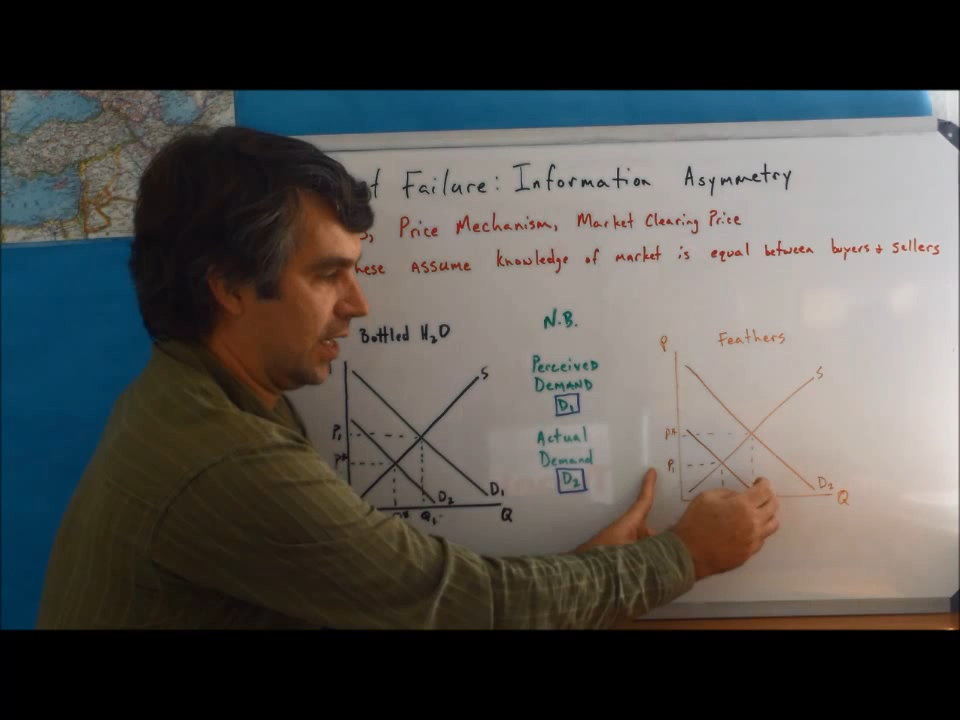 Failure: Information Asymmetry
Price Mechanism, Market Clearing Price
ASSUME knowledge of market is equal between buyers & sellers
Bottled H₂O
N.B.
Perceived
DEMAND
D₁
Actual
Demand
D₂
P₁
P*
S
D₂
D₁
Q₁
Q
Feathers
P
P*
P₁
S
D₂
Q